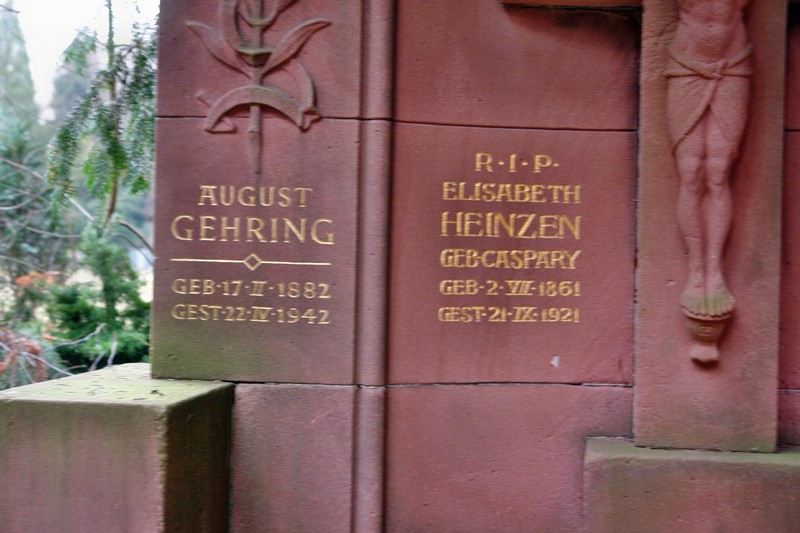 AUGUST
GEHRING
GEB·17·II·1882
GEST·22·IV·1942
R·I·P·
ELISABETH
HEINZEN
GEB·CASPARY
GEB·2·VII·1861
GEST·21·IX·1921